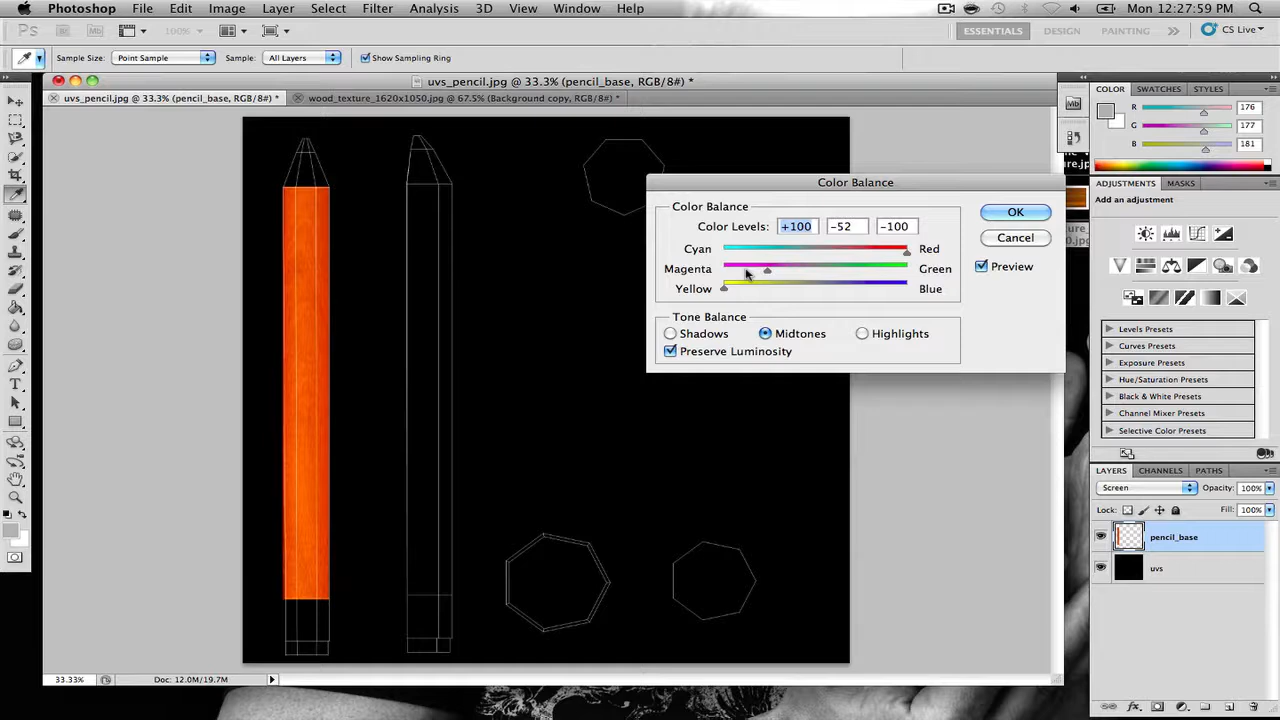 Photoshop File Edit Image Layer Select Filter Analysis 3D View Window Help Mon 12:27:59 PM
Ps Br Mb 100% ESSENTIALS DESIGN PAINTING CS Live
Sample Size: Point Sample Sample: All Layers Show Sampling Ring
uvs_pencil.jpg @ 33.3% (pencil_base, RGB/8#) *
uvs_pencil.jpg @ 33.3% (pencil_base, RGB/8#) * wood_texture_1620x1050.jpg @ 67.5% (Background copy, RGB/8#) *
COLOR SWATCHES STYLES
Mb
R 176
G 177
B 181
ADJUSTMENTS MASKS
Add an adjustment
Levels Presets
Curves Presets
Exposure Presets
Hue/Saturation Presets
Black & White Presets
Channel Mixer Presets
Selective Color Presets
LAYERS CHANNELS PATHS
Screen Opacity: 100%
Lock: Fill: 100%
pencil_base
uvs
Color Balance
Color Balance
Color Levels: +100 -52 -100
Cyan Red
Magenta Green
Yellow Blue
Tone Balance
Shadows Midtones Highlights
Preserve Luminosity
OK
Cancel
Preview
33.33% Doc: 12.0M/19.7M